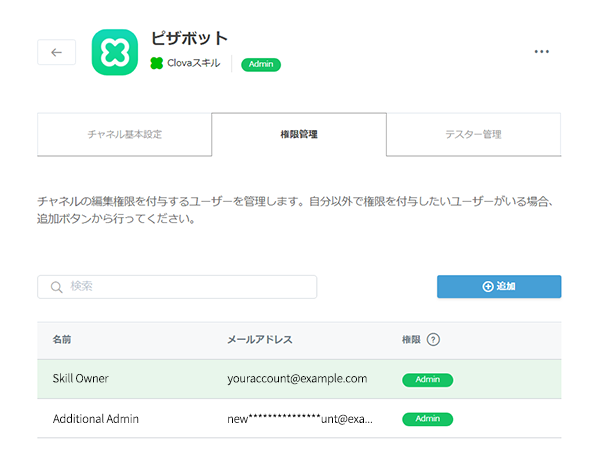 ピザボット
Clovaスキル Admin
チャネル基本設定 権限管理 テスター管理
チャネルの編集権限を付与するユーザーを管理します。自分以外で権限を付与したいユーザーがいる場合、
追加ボタンから行ってください。
検索 追加
名前 メールアドレス 権限 ?
Skill Owner youraccount@example.com Admin
Additional Admin new***************unt@exa... Admin